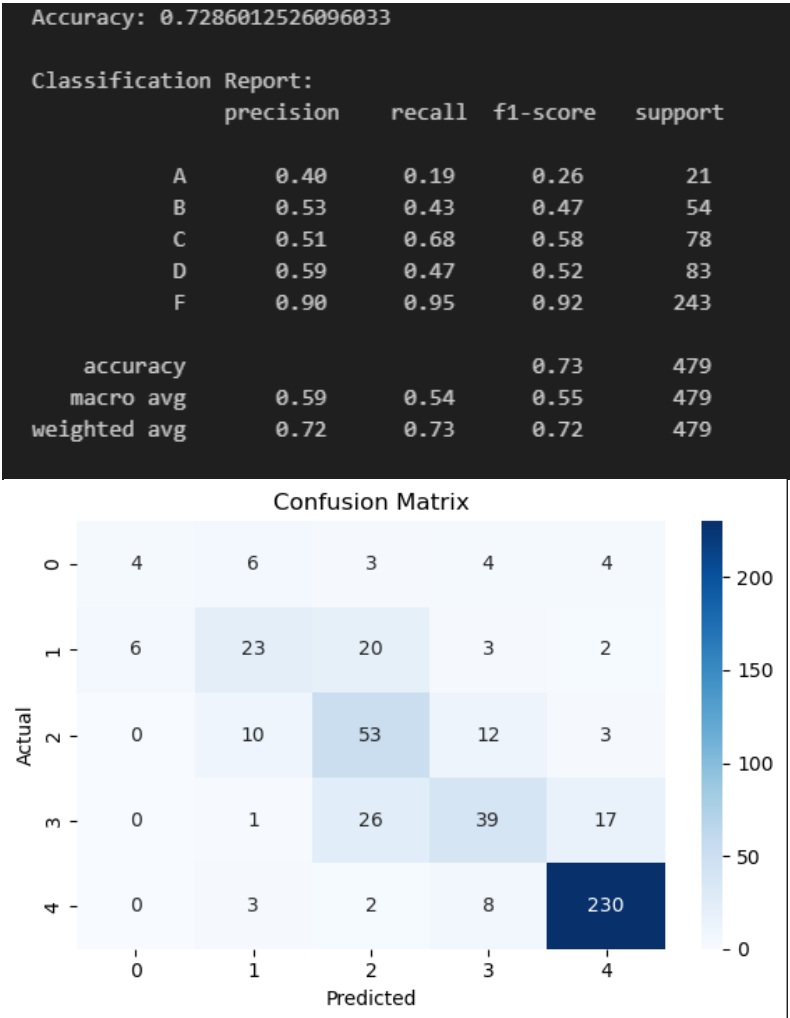 Accuracy: 0.7286012526096033
Classification Report:
precision recall f1-score support
A 0.40 0.19 0.26 21
B 0.53 0.43 0.47 54
C 0.51 0.68 0.58 78
D 0.59 0.47 0.52 83
F 0.90 0.95 0.92 243
accuracy 0.73 479
macro avg 0.59 0.54 0.55 479
weighted avg 0.72 0.73 0.72 479
Confusion Matrix
0 4 6 3 4 4
1 6 23 20 3 2
2 0 10 53 12 3
3 0 1 26 39 17
4 0 3 2 8 230
0 1 2 3 4
Predicted
Actual
200
150
100
50
0